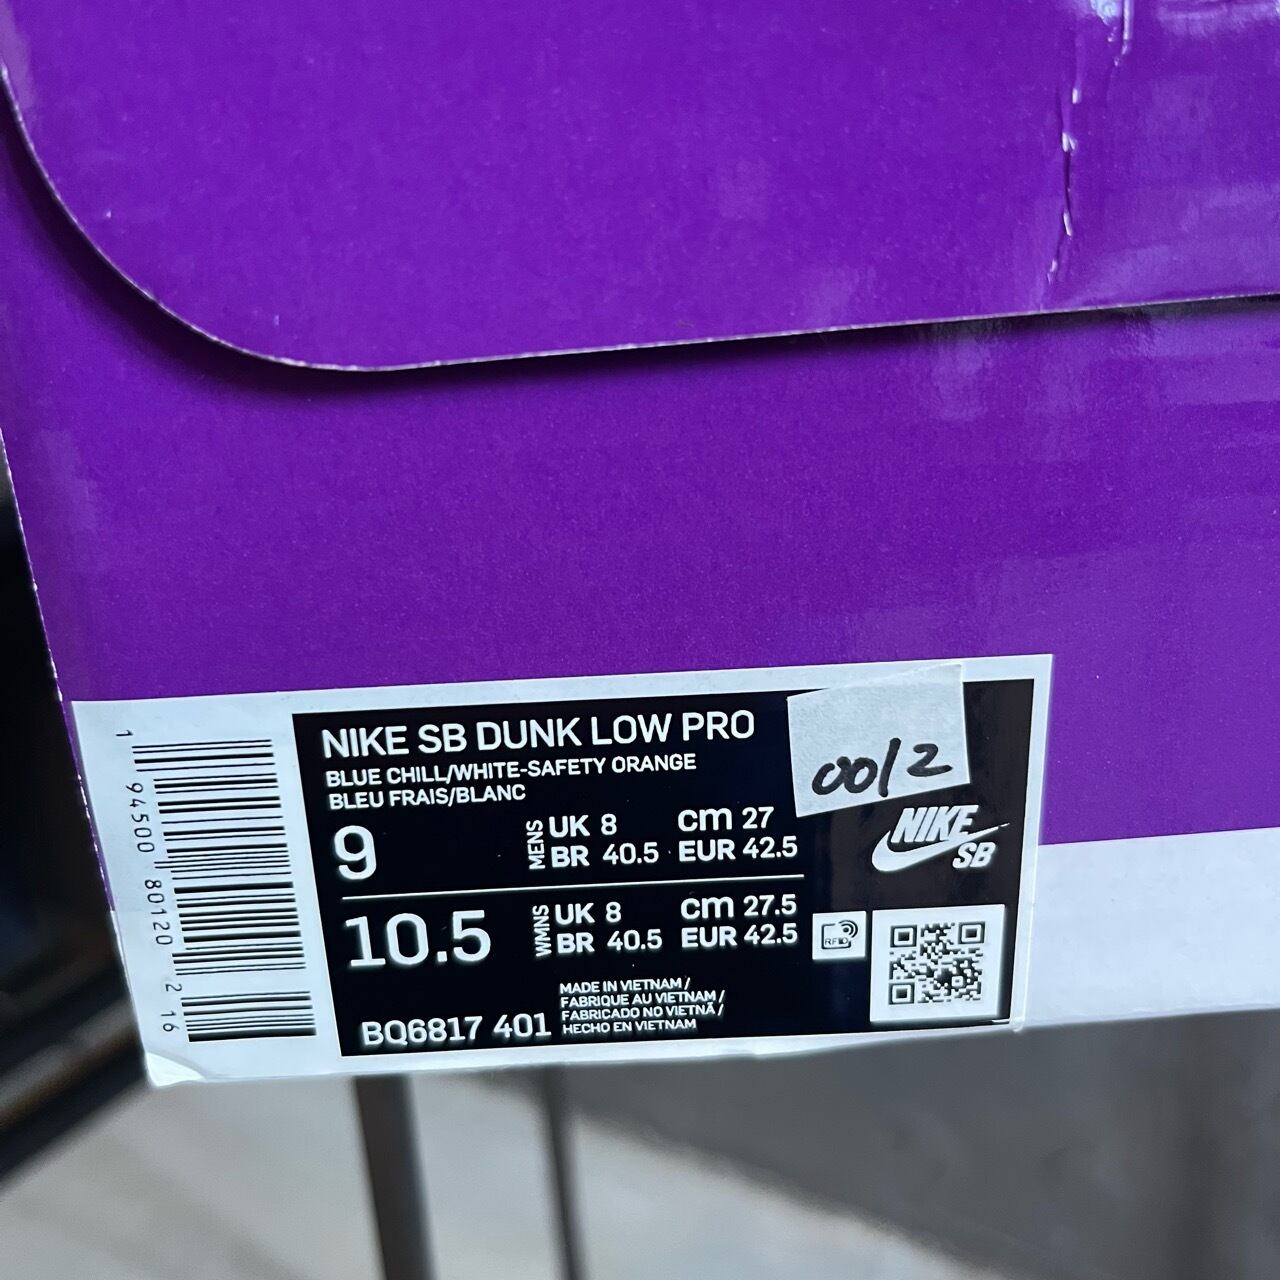 NIKE SB DUNK LOW PRO
BLUE CHILL/WHITE-SAFETY ORANGE
BLEU FRAIS/BLANC
9
MENS
UK 8 cm 27
BR 40.5 EUR 42.5
10.5
WMNS
UK 8 cm 27.5
BR 40.5 EUR 42.5
MADE IN VIETNAM /
FABRIQUE AU VIETNAM /
FABRICADO NO VIETNÃ /
HECHO EN VIETNAM
BQ6817 401
0012
NIKE
SB
RFID
1 94500 80120 2 16